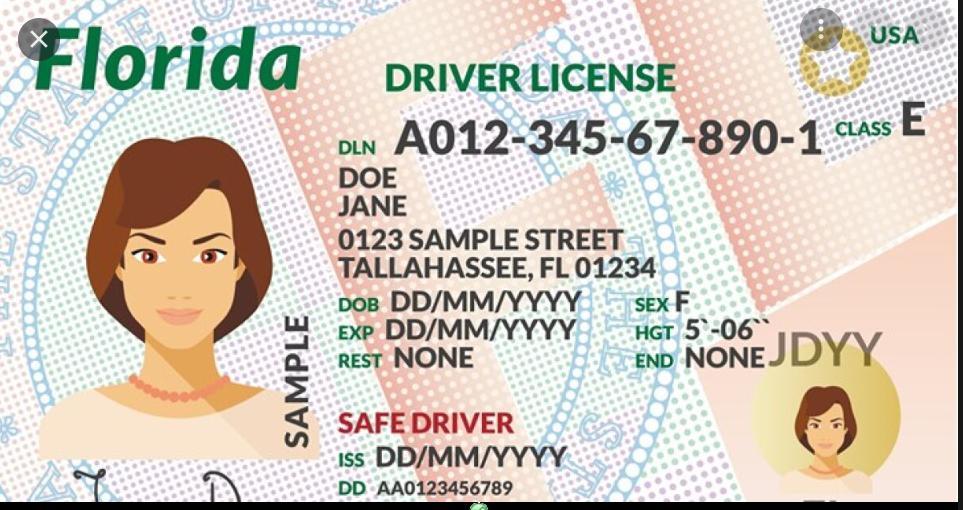 Florida
USA
DRIVER LICENSE
DLN A012-345-67-890-1 CLASS E
DOE
JANE
0123 SAMPLE STREET
TALLAHASSEE, FL 01234
DOB DD/MM/YYYY SEX F
EXP DD/MM/YYYY HGT 5`-06``
REST NONE END NONE JDYY
SAMPLE
SAFE DRIVER
ISS DD/MM/YYYY
DD AA0123456789